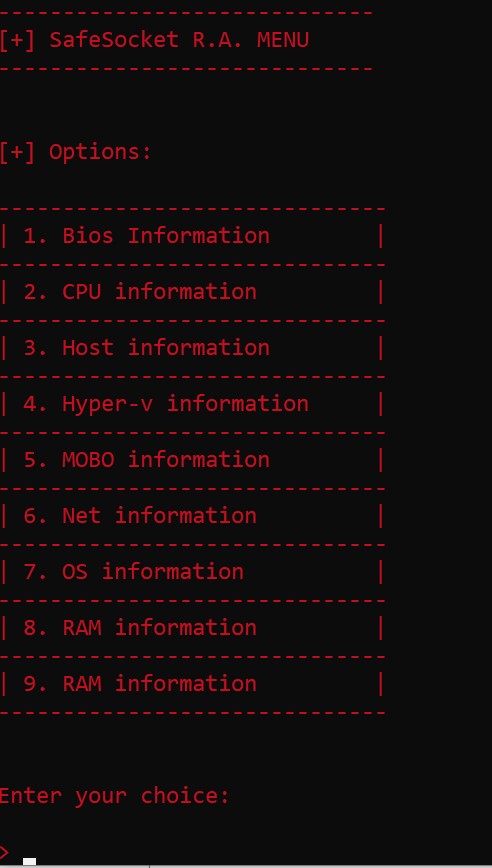 -----------------------------
[+] SafeSocket R.A. MENU
-----------------------------
[+] Options:
------------------------------
| 1. Bios Information        |
------------------------------
| 2. CPU information         |
------------------------------
| 3. Host information        |
------------------------------
| 4. Hyper-v information     |
------------------------------
| 5. MOBO information        |
------------------------------
| 6. Net information         |
------------------------------
| 7. OS information          |
------------------------------
| 8. RAM information         |
------------------------------
| 9. RAM information         |
------------------------------
Enter your choice:
>